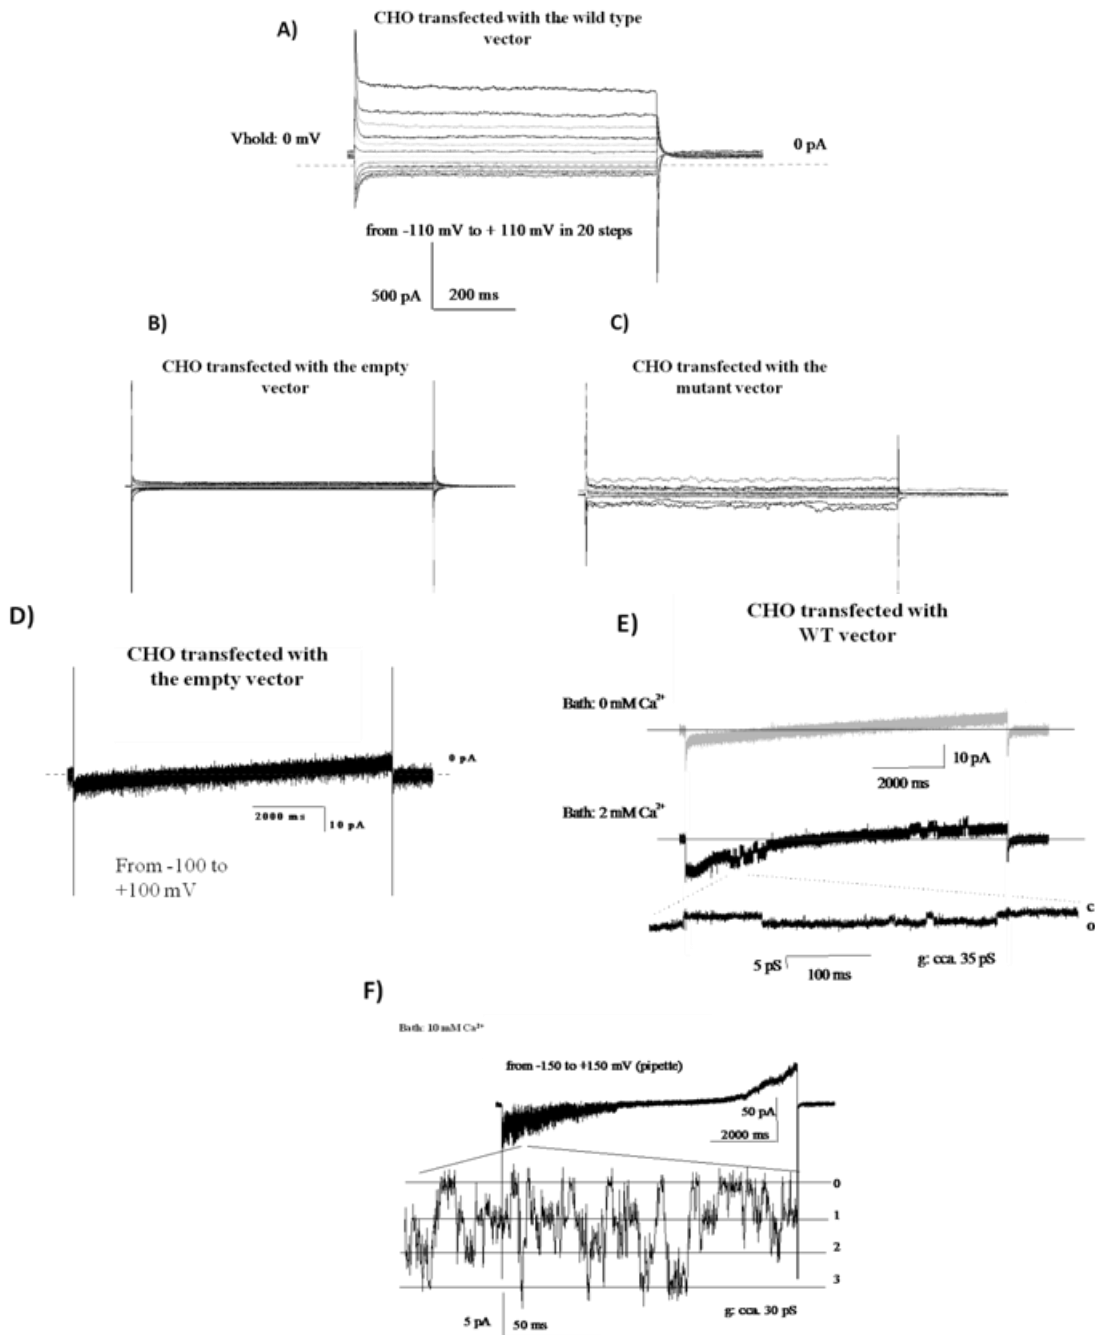 A)
CHO transfected with the wild type
vector
Vhold: 0 mV
0 pA
from -110 mV to + 110 mV in 20 steps
500 pA
200 ms
B)
CHO transfected with the empty
vector
C)
CHO transfected with the
mutant vector
D)
CHO transfected with
the empty vector
0 pA
2000 ms
10 pA
From -100 to
+100 mV
E)
CHO transfected with
WT vector
Bath: 0 mM Ca²⁺
10 pA
2000 ms
Bath: 2 mM Ca²⁺
c
o
5 pS
100 ms
g: cca. 35 pS
F)
Bath: 10 mM Ca²⁺
from -150 to +150 mV (pipette)
50 pA
2000 ms
0
1
2
3
5 pA
50 ms
g: cca. 30 pS